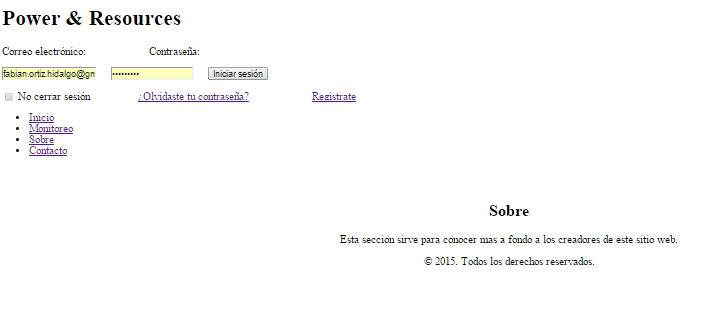 Power & Resources
Correo electrónico: Contraseña:
fabian.ortiz.hidalgo@gm ••••••••• Iniciar sesión
No cerrar sesión ¿Olvidaste tu contraseña? Registrate
Inicio
Monitoreo
Sobre
Contacto
Sobre
Esta seccion sirve para conocer mas a fondo a los creadores de este sitio web.
© 2015. Todos los derechos reservados.